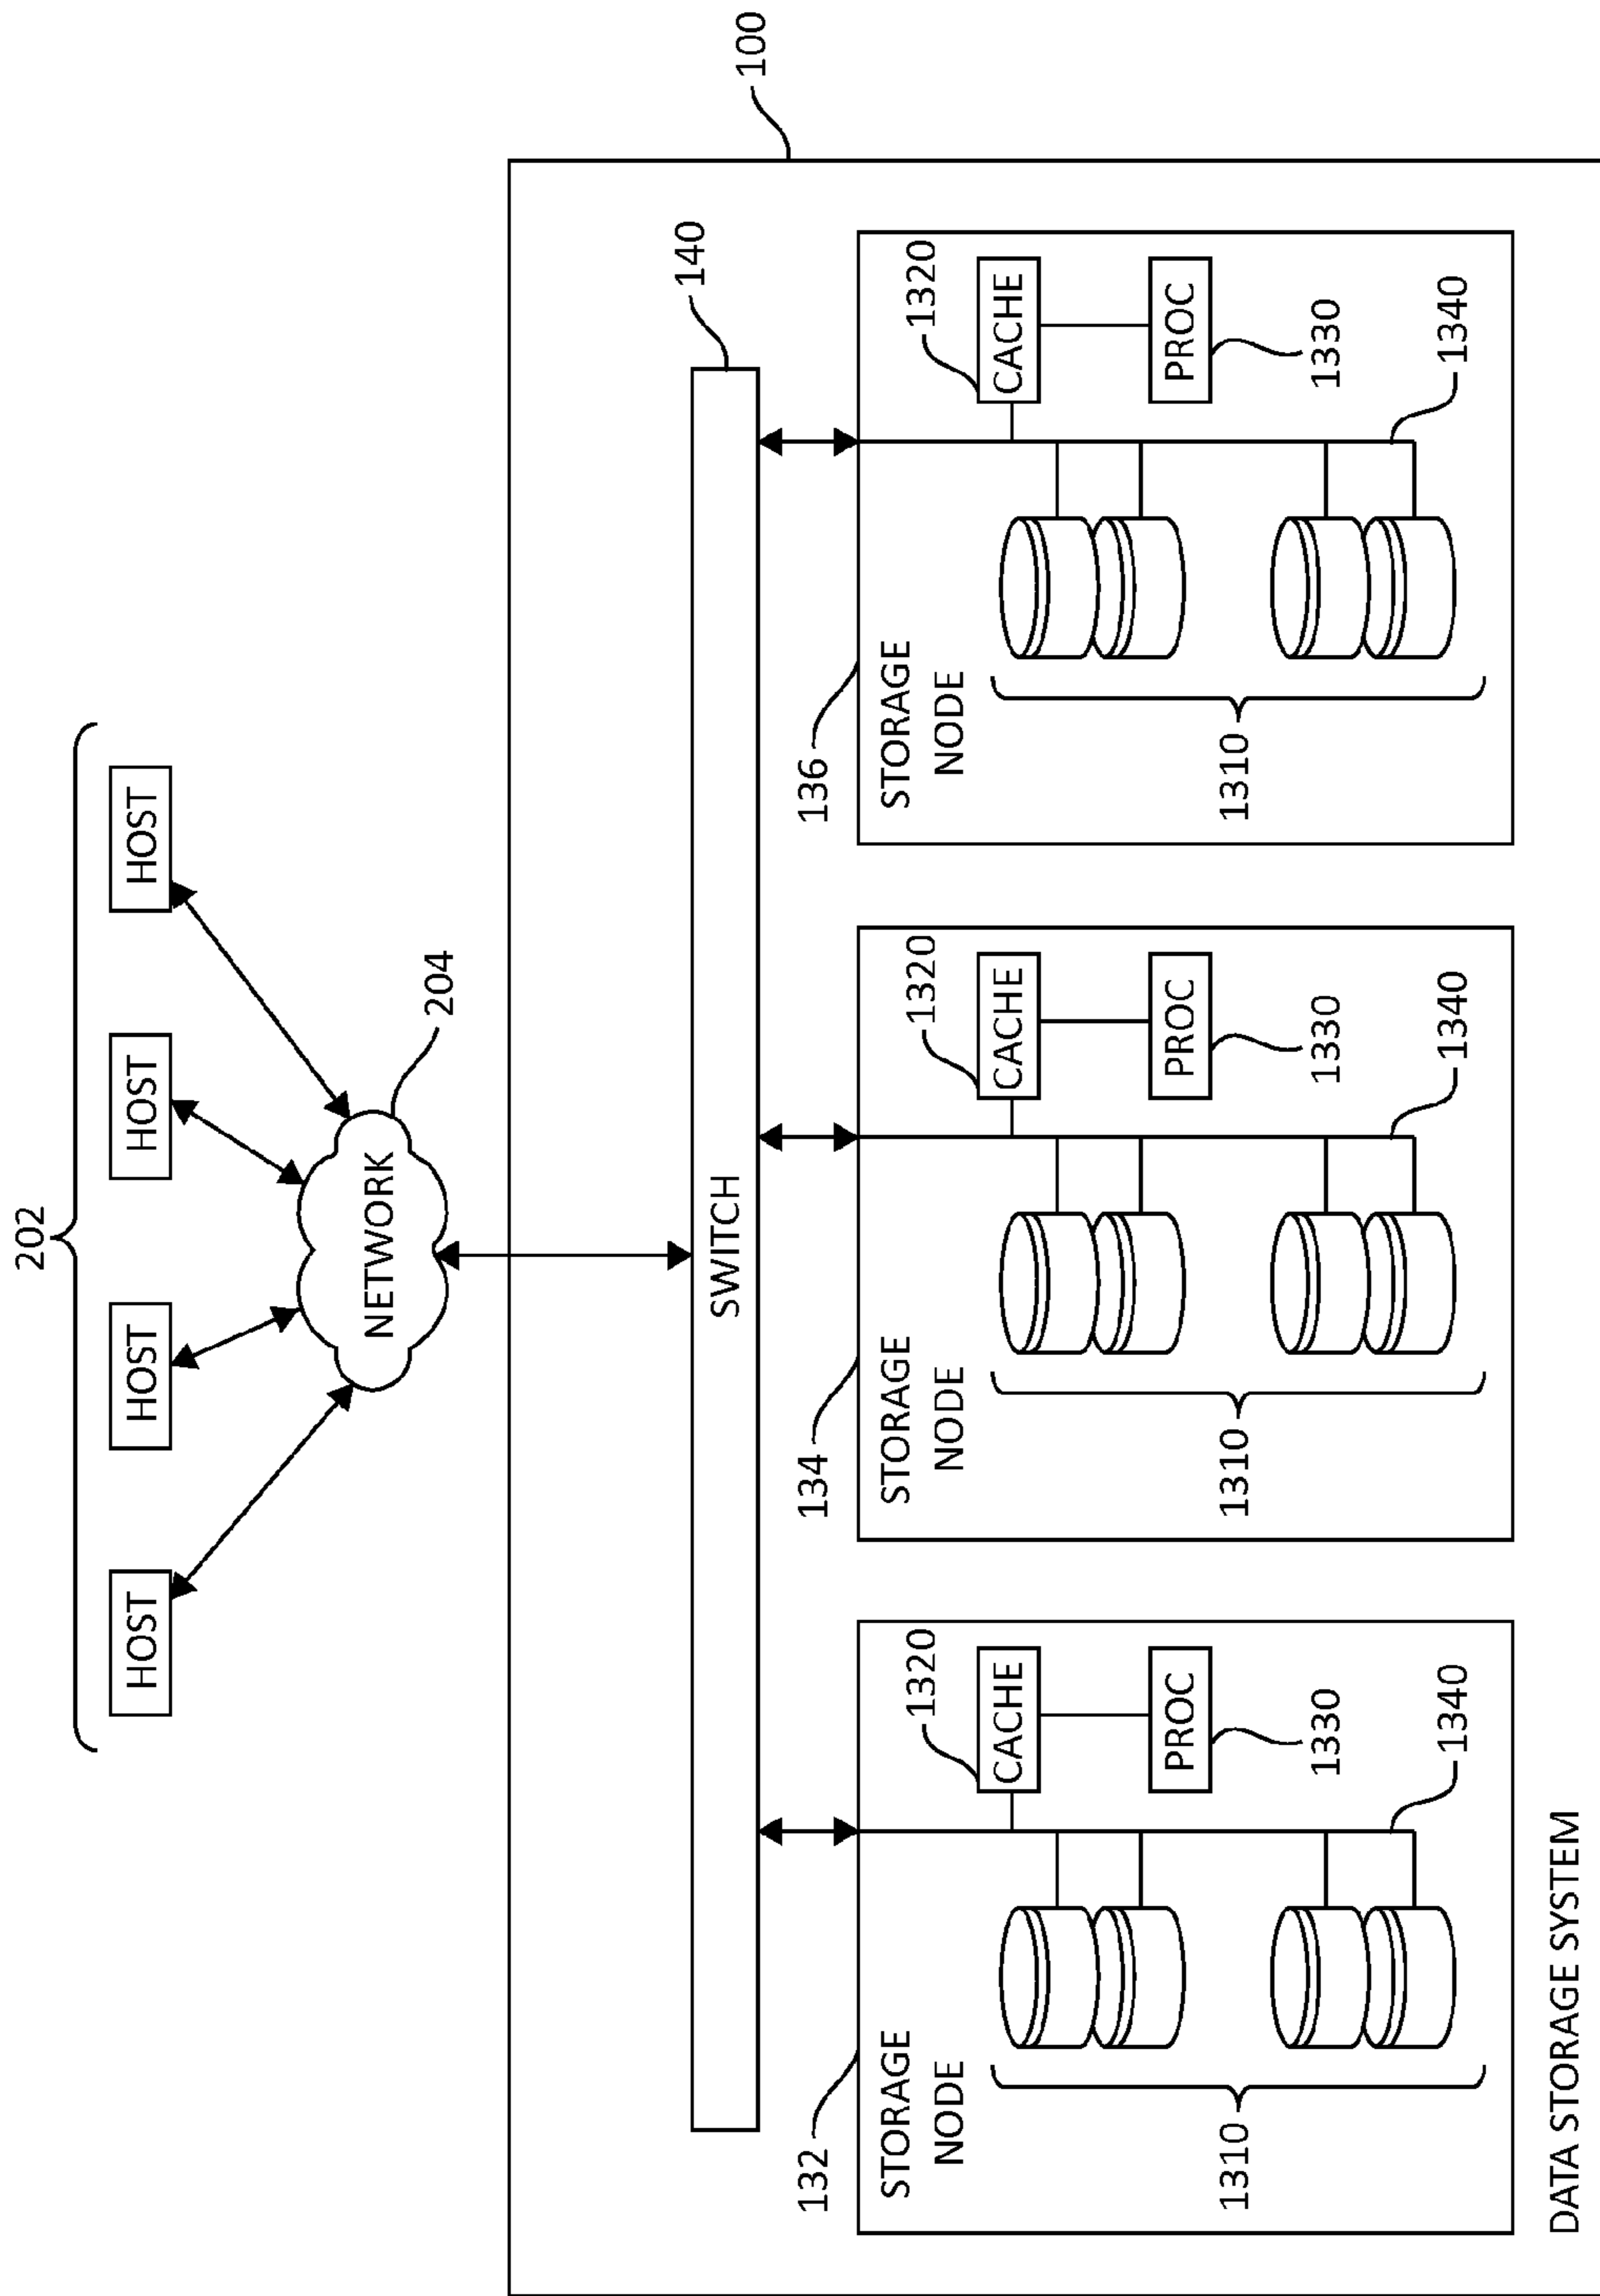 202
HOST
HOST
HOST
HOST
NETWORK
204
100
SWITCH
140
132
STORAGE
NODE
1310
1320
CACHE
PROC
1330
1340
134
STORAGE
NODE
1310
1320
CACHE
PROC
1330
1340
136
STORAGE
NODE
1310
1320
CACHE
PROC
1330
1340
DATA STORAGE SYSTEM